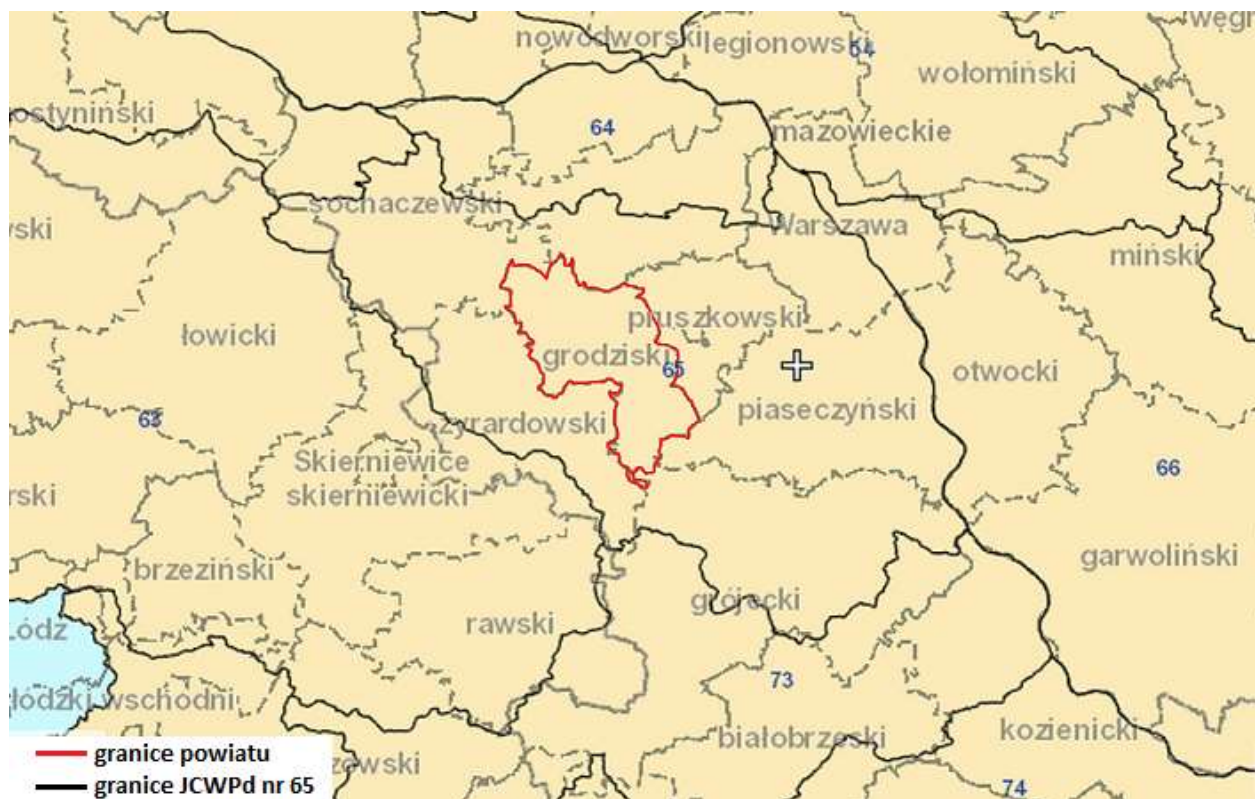 węgr
nowodworski
legionowski
54
wołomiński
ostyniński
64
mazowieckie
sochaczewski
Warszawa
wski
miński
łowicki
pruszkowski
grodziski
65
otwocki
63
żyrardowski
piaseczyński
Skierniewice
skierniewicki
66
rski
brzeziński
garwoliński
grójecki
Łódź
rawski
łódzki wschodni
73
białobrzeski
kozienicki
granice powiatu
zowski
granice JCWPd nr 65
74